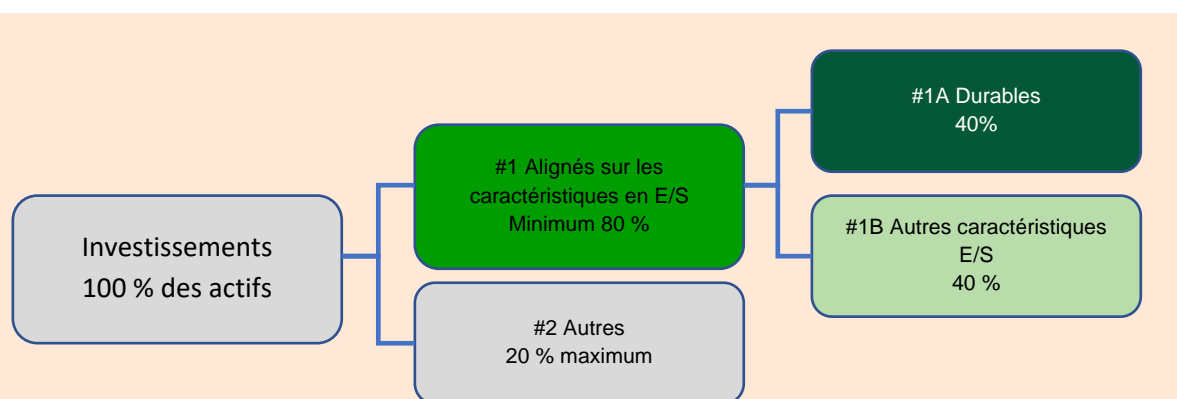 Investissements
100 % des actifs
#1 Alignés sur les
caractéristiques en E/S
Minimum 80 %
#2 Autres
20 % maximum
#1A Durables
40%
#1B Autres caractéristiques
E/S
40 %